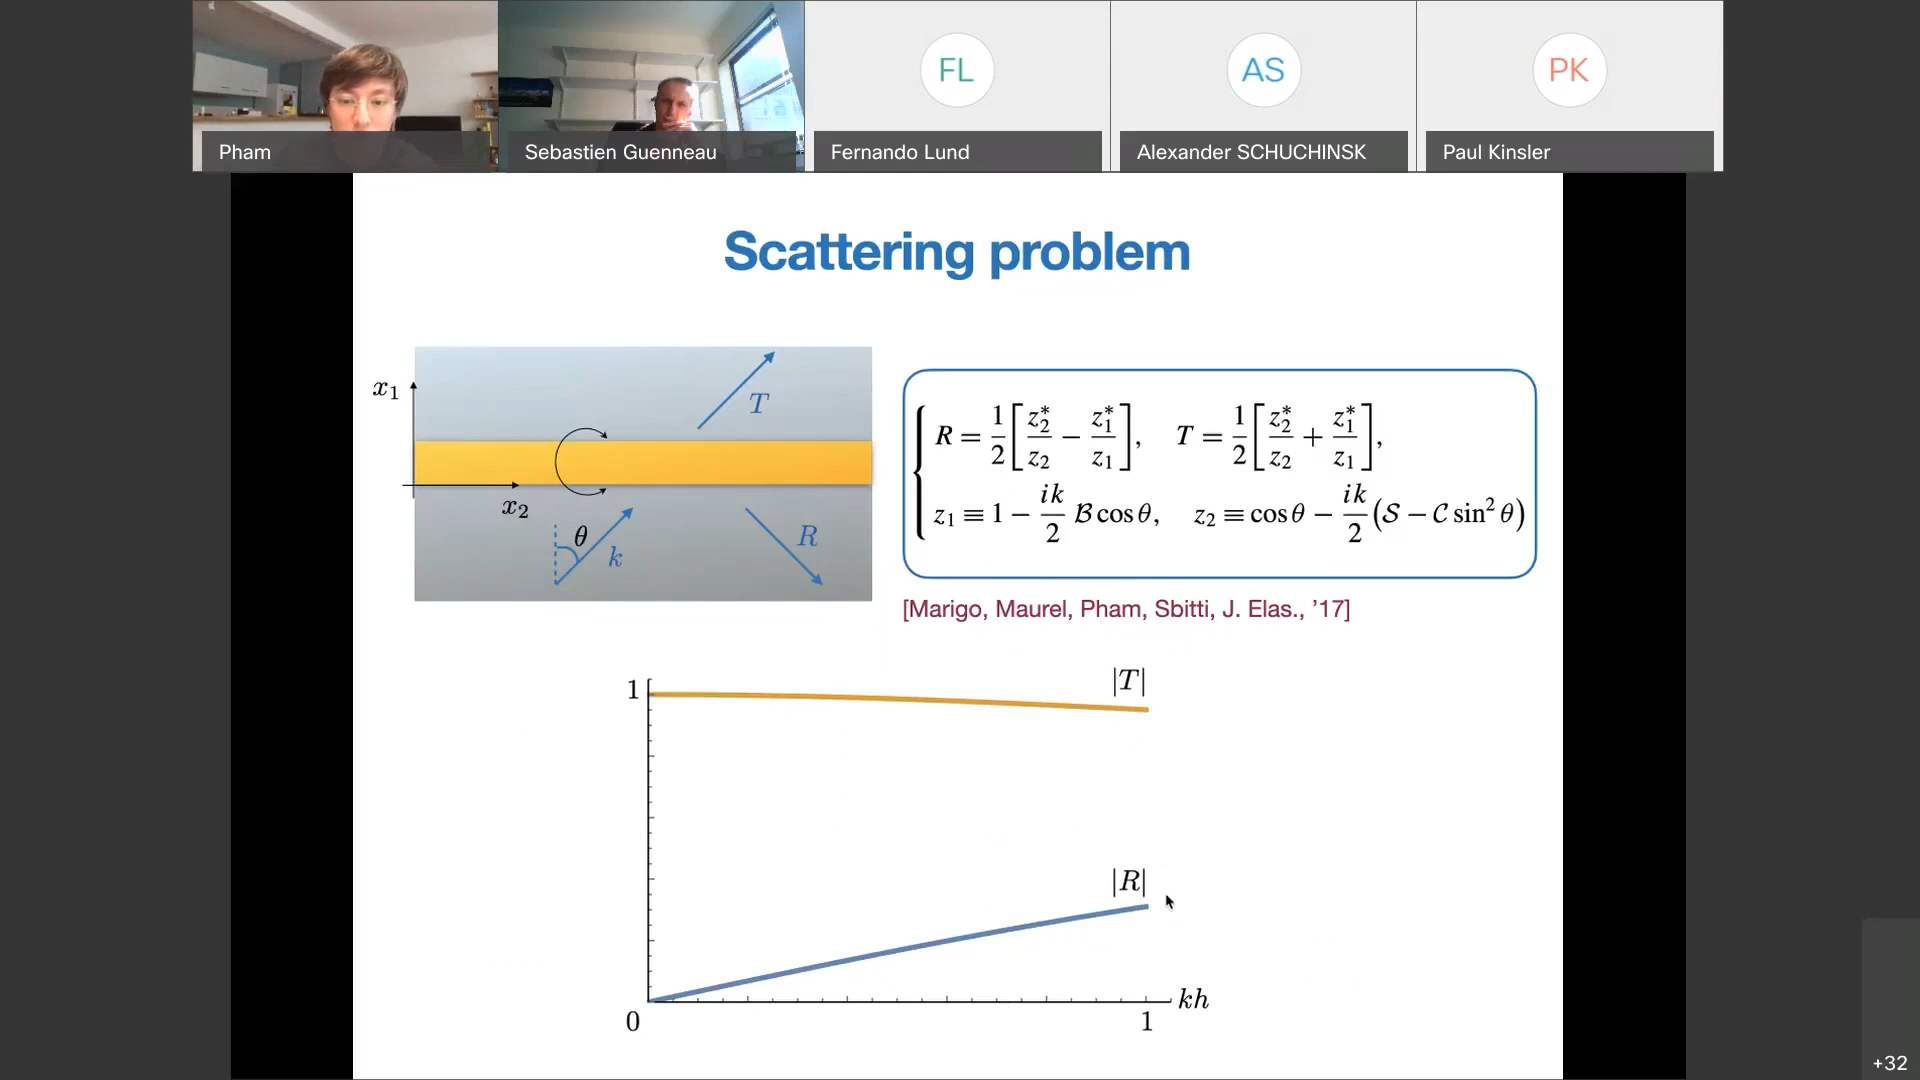 FL
AS
PK
Pham
Sebastien Guenneau
Fernando Lund
Alexander SCHUCHINSK
Paul Kinsler
Scattering problem
x₁
T
x₂
θ
k
R
R = 1/2 [ z₂*/z₂ − z₁*/z₁ ], T = 1/2 [ z₂*/z₂ + z₁*/z₁ ],
z₁ ≡ 1 − ik/2 ℬ cos θ, z₂ ≡ cos θ − ik/2 (𝒮 − 𝒞 sin² θ)
[Marigo, Maurel, Pham, Sbitti, J. Elas., ’17]
1
|T|
|R|
kh
0
1
+32